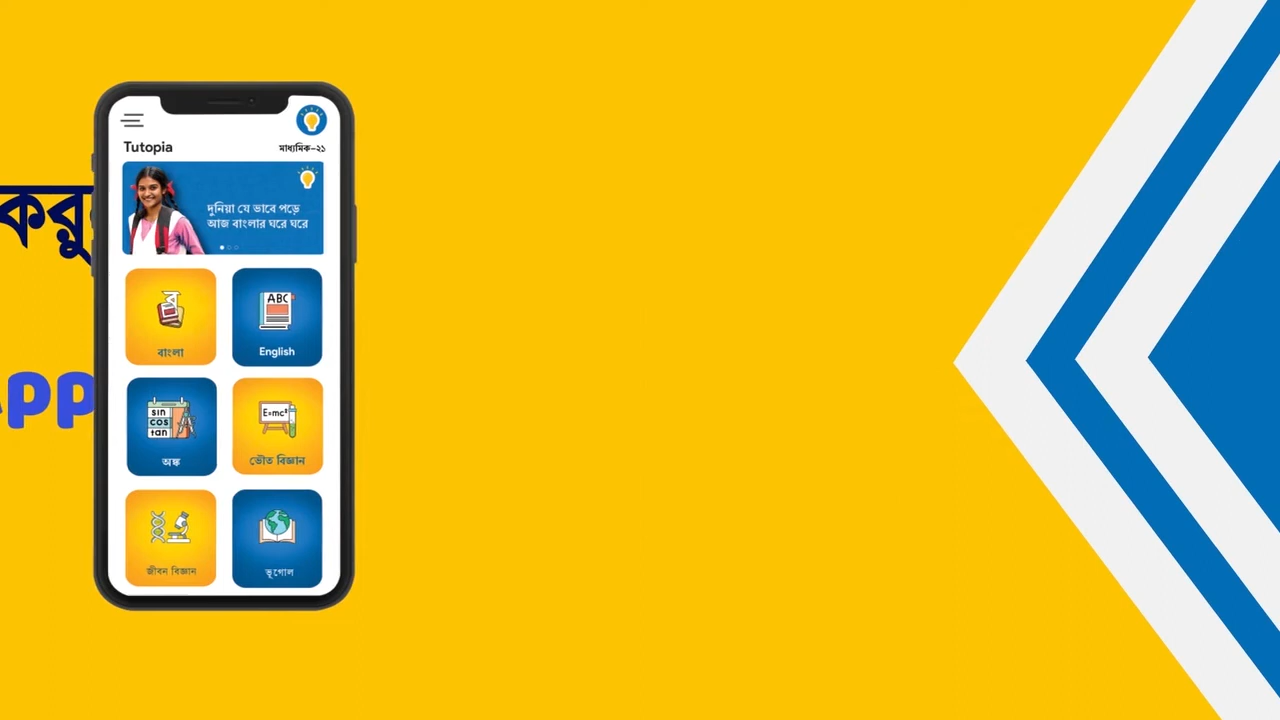 Tutopia
মাধ্যমিক-২১
দুনিয়া যে ভাবে পড়ে
আজ বাংলার ঘরে ঘরে
বাংলা
ABC
English
sin
cos
tan
অঙ্ক
E=mc²
ভৌত বিজ্ঞান
জীবন বিজ্ঞান
ভূগোল